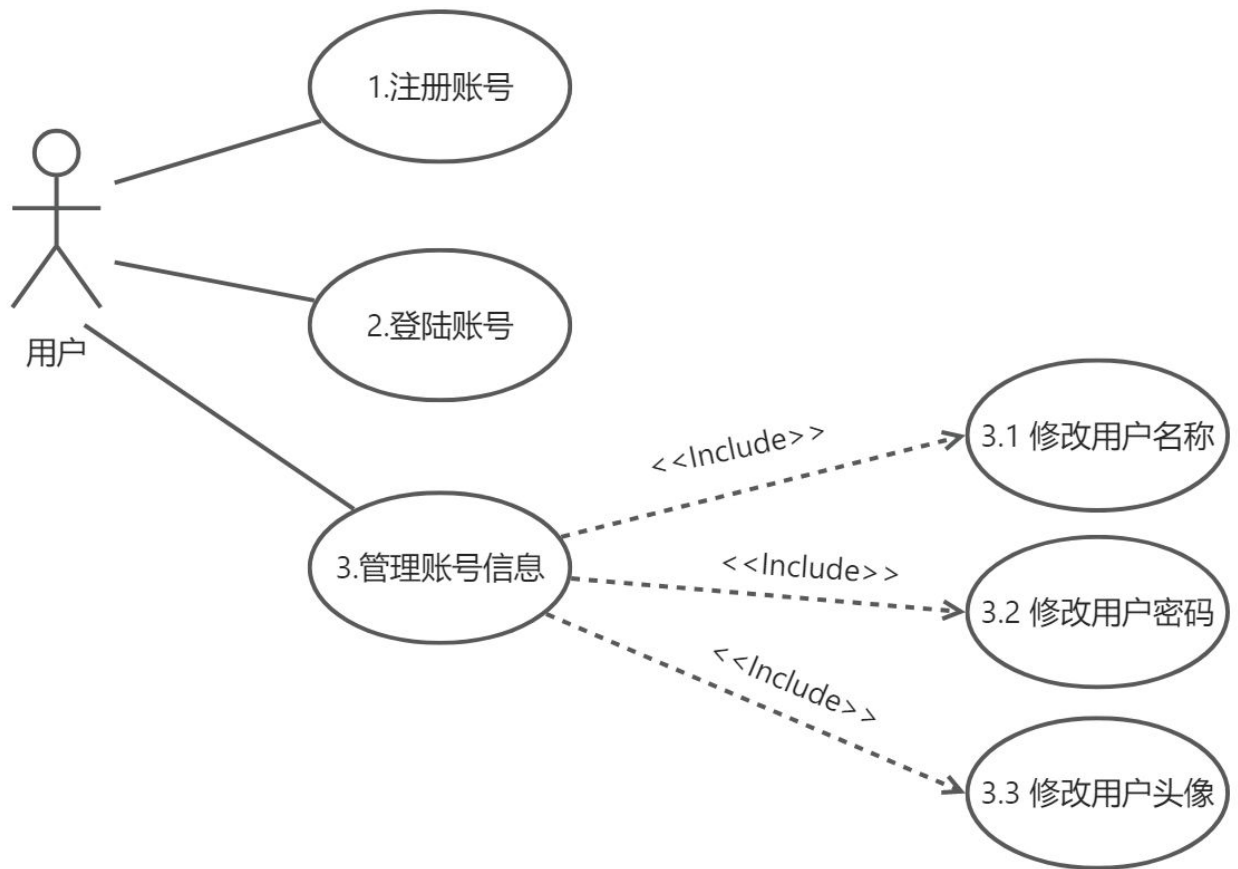 1.注册账号
用户
2.登陆账号
3.管理账号信息
<<Include>>
3.1 修改用户名称
<<Include>>
3.2 修改用户密码
<<Include>>
3.3 修改用户头像